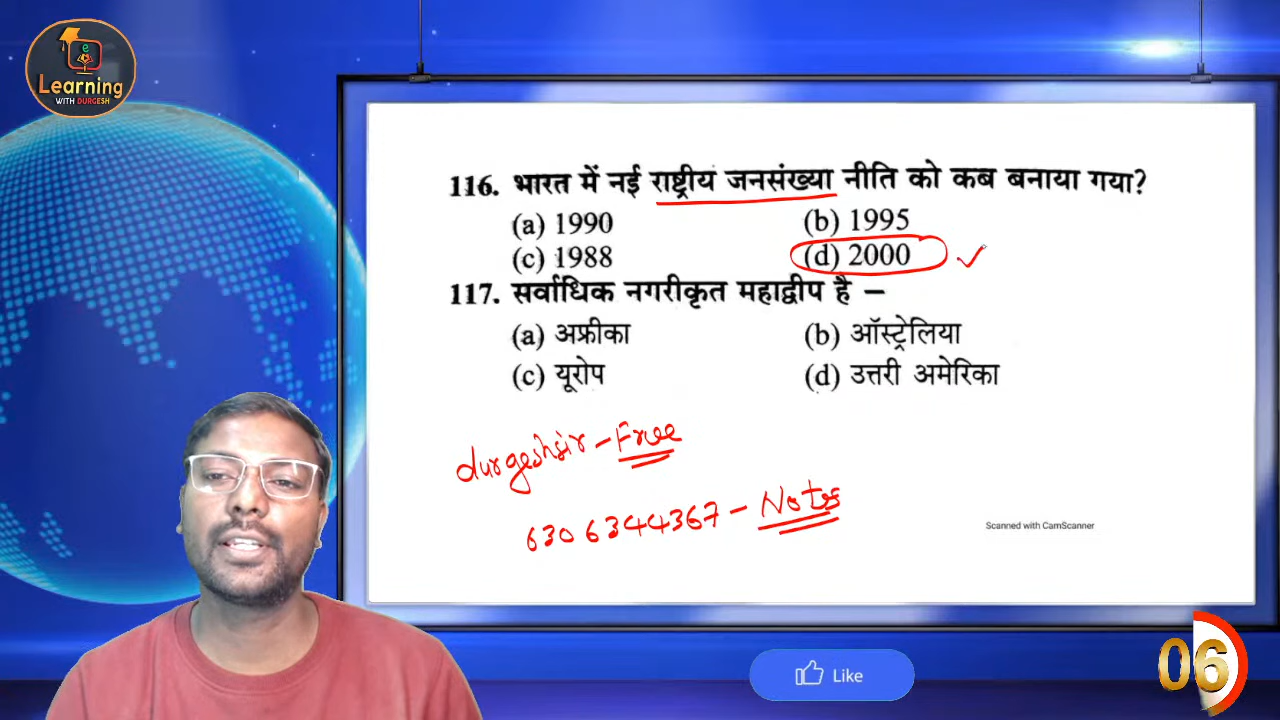 e
Learning
WITH DURGESH
116. भारत में नई राष्ट्रीय जनसंख्या नीति को कब बनाया गया?
(a) 1990 (b) 1995
(c) 1988 (d) 2000
117. सर्वाधिक नगरीकृत महाद्वीप है –
(a) अफ्रीका (b) ऑस्ट्रेलिया
(c) यूरोप (d) उत्तरी अमेरिका
durgeshsir – Free
6306344367 – Notes
Scanned with CamScanner
Like
06